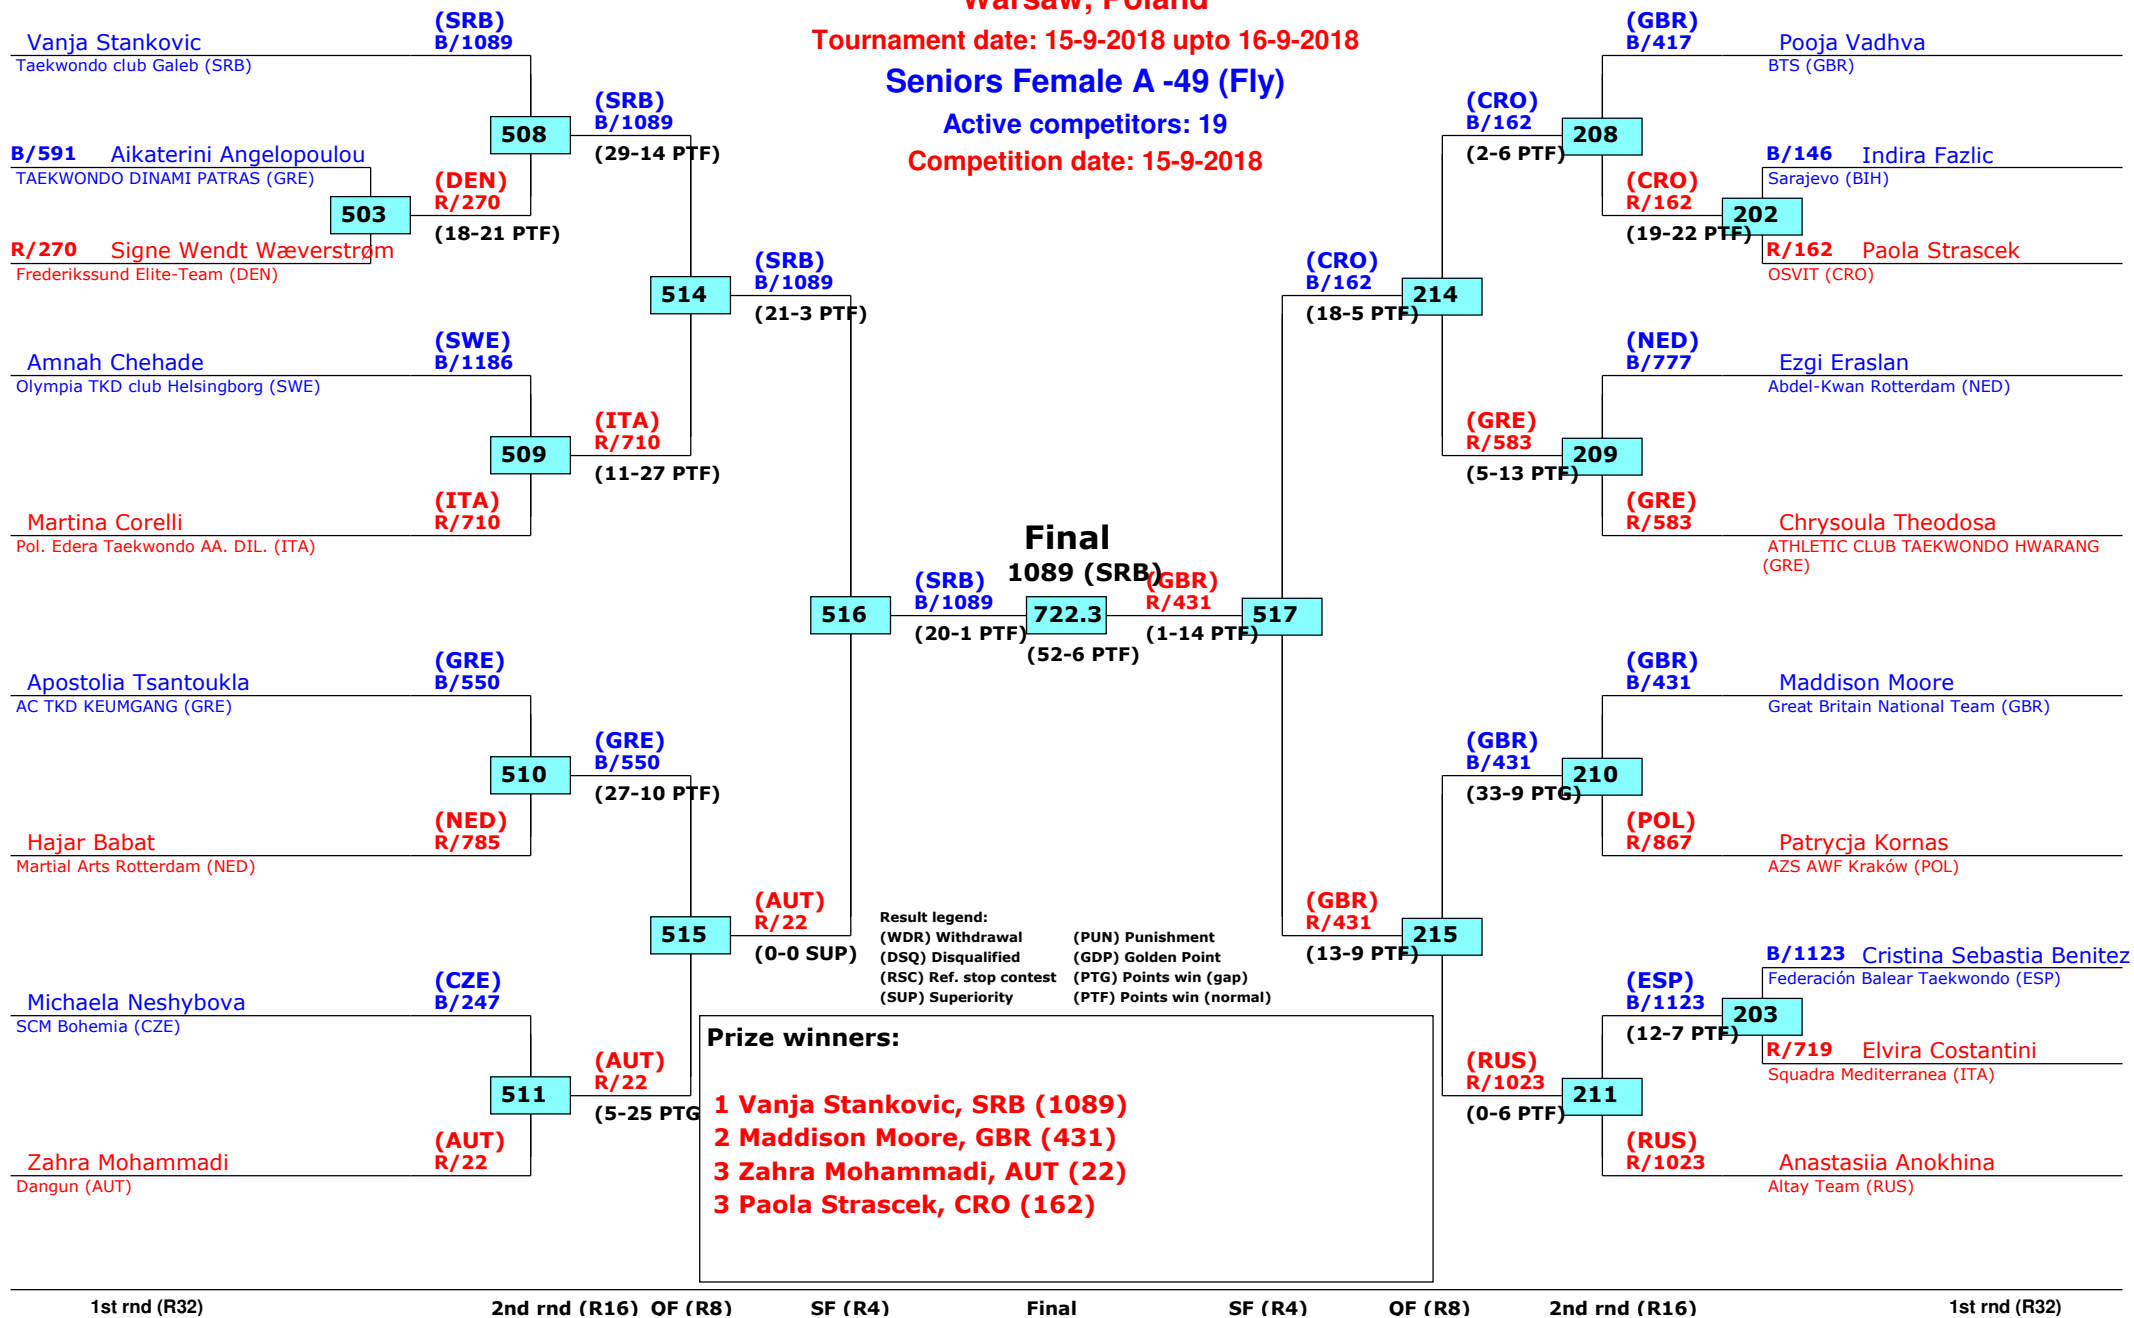 Warsaw, Poland
Tournament date: 15-9-2018 upto 16-9-2018
Seniors Female A -49 (Fly)
Active competitors: 19
Competition date: 15-9-2018
Vanja Stankovic
Taekwondo club Galeb (SRB)
(SRB)
B/1089
B/591 Aikaterini Angelopoulou
TAEKWONDO DINAMI PATRAS (GRE)
503
R/270 Signe Wendt Wæverstrøm
Frederikssund Elite-Team (DEN)
(DEN)
R/270
(18-21 PTF)
508
(SRB)
B/1089
(29-14 PTF)
Amnah Chehade
Olympia TKD club Helsingborg (SWE)
(SWE)
B/1186
509
Martina Corelli
Pol. Edera Taekwondo AA. DIL. (ITA)
(ITA)
R/710
(ITA)
R/710
(11-27 PTF)
514
(SRB)
B/1089
(21-3 PTF)
Apostolia Tsantoukla
AC TKD KEUMGANG (GRE)
(GRE)
B/550
510
Hajar Babat
Martial Arts Rotterdam (NED)
(NED)
R/785
(GRE)
B/550
(27-10 PTF)
515
(AUT)
R/22
(0-0 SUP)
Michaela Neshybova
SCM Bohemia (CZE)
(CZE)
B/247
511
Zahra Mohammadi
Dangun (AUT)
(AUT)
R/22
(AUT)
R/22
(5-25 PTG
516
(SRB)
B/1089
(20-1 PTF)
Final
1089 (SRB)
722.3
(52-6 PTF)
(GBR)
R/431
(1-14 PTF)
517
(CRO)
B/162
(18-5 PTF)
214
(CRO)
B/162
(2-6 PTF)
208
(GBR)
B/417
Pooja Vadhva
BTS (GBR)
(CRO)
R/162
(19-22 PTF)
202
B/146 Indira Fazlic
Sarajevo (BIH)
R/162 Paola Strascek
OSVIT (CRO)
(GRE)
R/583
(5-13 PTF)
209
(NED)
B/777
Ezgi Eraslan
Abdel-Kwan Rotterdam (NED)
(GRE)
R/583
Chrysoula Theodosa
ATHLETIC CLUB TAEKWONDO HWARANG
(GRE)
(GBR)
R/431
(13-9 PTF)
215
(GBR)
B/431
(33-9 PTG)
210
(GBR)
B/431
Maddison Moore
Great Britain National Team (GBR)
(POL)
R/867
Patrycja Kornas
AZS AWF Kraków (POL)
(RUS)
R/1023
(0-6 PTF)
211
(ESP)
B/1123
(12-7 PTF)
203
B/1123 Cristina Sebastia Benitez
Federación Balear Taekwondo (ESP)
R/719 Elvira Costantini
Squadra Mediterranea (ITA)
(RUS)
R/1023
Anastasiia Anokhina
Altay Team (RUS)
Result legend:
(WDR) Withdrawal (PUN) Punishment
(DSQ) Disqualified (GDP) Golden Point
(RSC) Ref. stop contest (PTG) Points win (gap)
(SUP) Superiority (PTF) Points win (normal)
Prize winners:
1 Vanja Stankovic, SRB (1089)
2 Maddison Moore, GBR (431)
3 Zahra Mohammadi, AUT (22)
3 Paola Strascek, CRO (162)
1st rnd (R32) 2nd rnd (R16) QF (R8) SF (R4) Final SF (R4) QF (R8) 2nd rnd (R16) 1st rnd (R32)